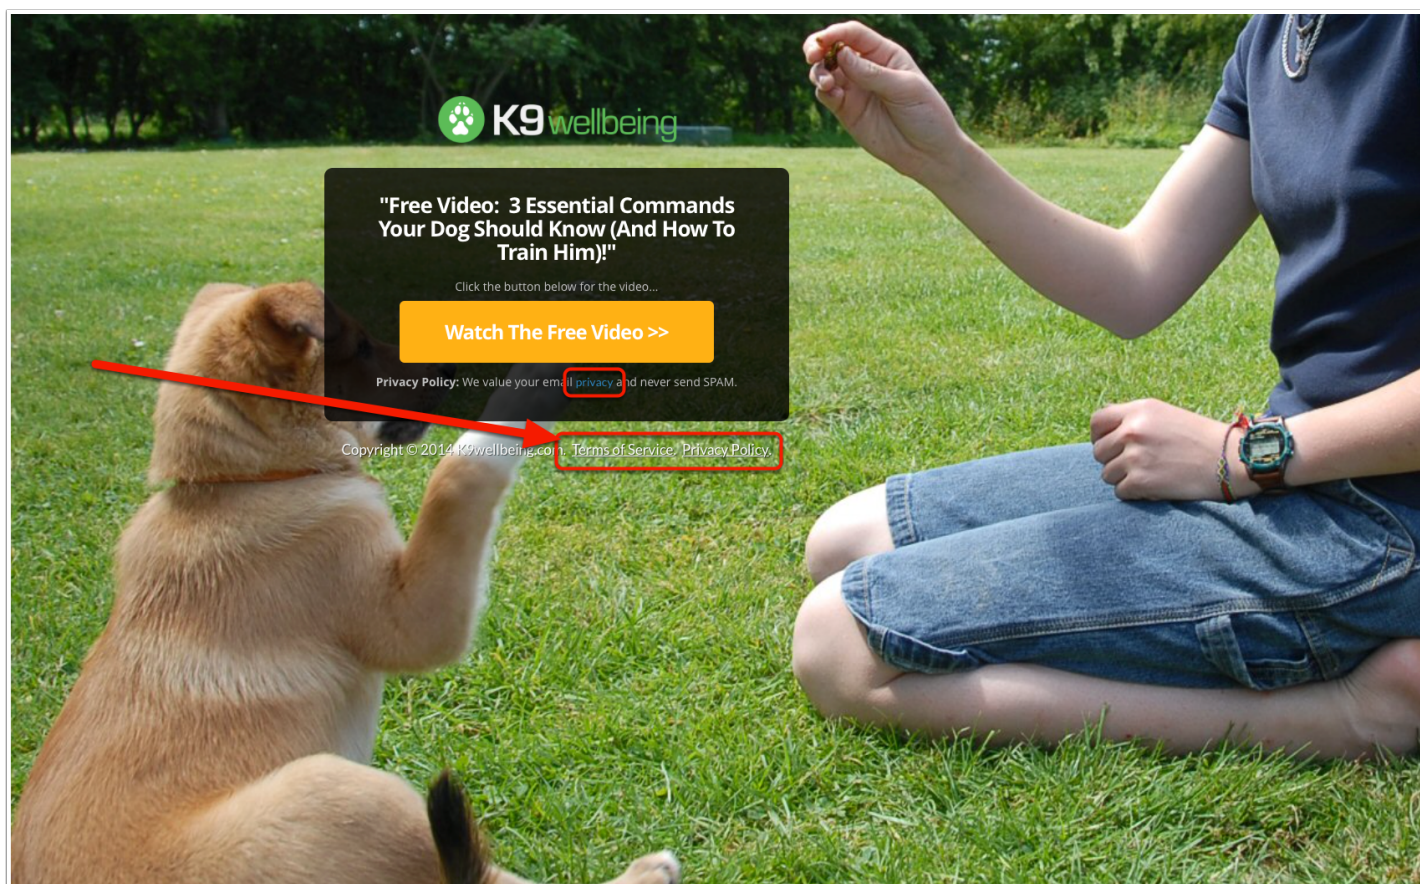 K9 wellbeing
"Free Video:  3 Essential Commands
Your Dog Should Know (And How To
Train Him)!"
Click the button below for the video...
Watch The Free Video >>
Privacy Policy: We value your email privacy and never send SPAM.
Copyright © 2014 K9wellbeing.com.  Terms of Service.  Privacy Policy.